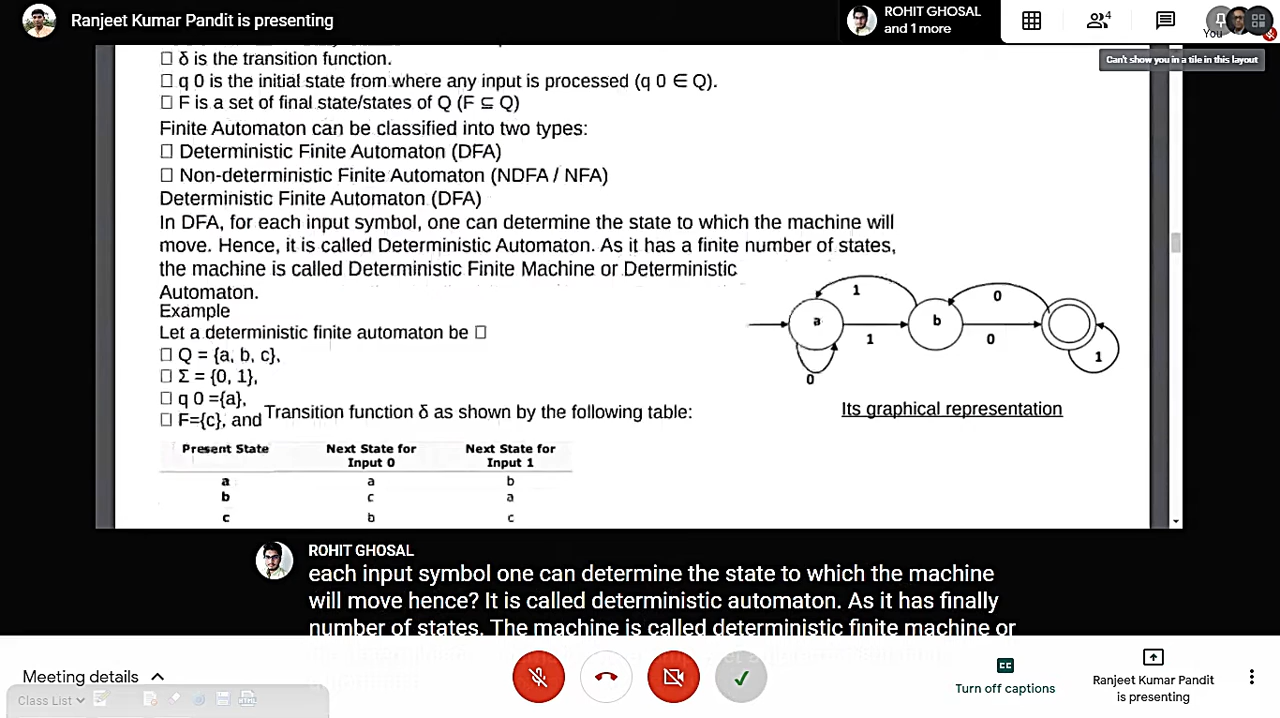 Ranjeet Kumar Pandit is presenting
ROHIT GHOSAL
and 1 more
4
You
Can't show you in a tile in this layout
□ δ is the transition function.
□ q 0 is the initial state from where any input is processed (q 0 ∈ Q).
□ F is a set of final state/states of Q (F ⊆ Q)
Finite Automaton can be classified into two types:
□ Deterministic Finite Automaton (DFA)
□ Non-deterministic Finite Automaton (NDFA / NFA)
Deterministic Finite Automaton (DFA)
In DFA, for each input symbol, one can determine the state to which the machine will
move. Hence, it is called Deterministic Automaton. As it has a finite number of states,
the machine is called Deterministic Finite Machine or Deterministic
Automaton.
Example
Let a deterministic finite automaton be □
□ Q = {a, b, c},
□ Σ = {0, 1},
□ q 0 ={a},
□ F={c}, and Transition function δ as shown by the following table:
Present State Next State for Input 0 Next State for Input 1
a a b
b c a
c b c
1 0
a b
1 0 1
0
Its graphical representation
ROHIT GHOSAL
each input symbol one can determine the state to which the machine
will move hence? It is called deterministic automaton. As it has finally
number of states. The machine is called deterministic finite machine or
Meeting details
Class List
CC
Turn off captions
Ranjeet Kumar Pandit
is presenting